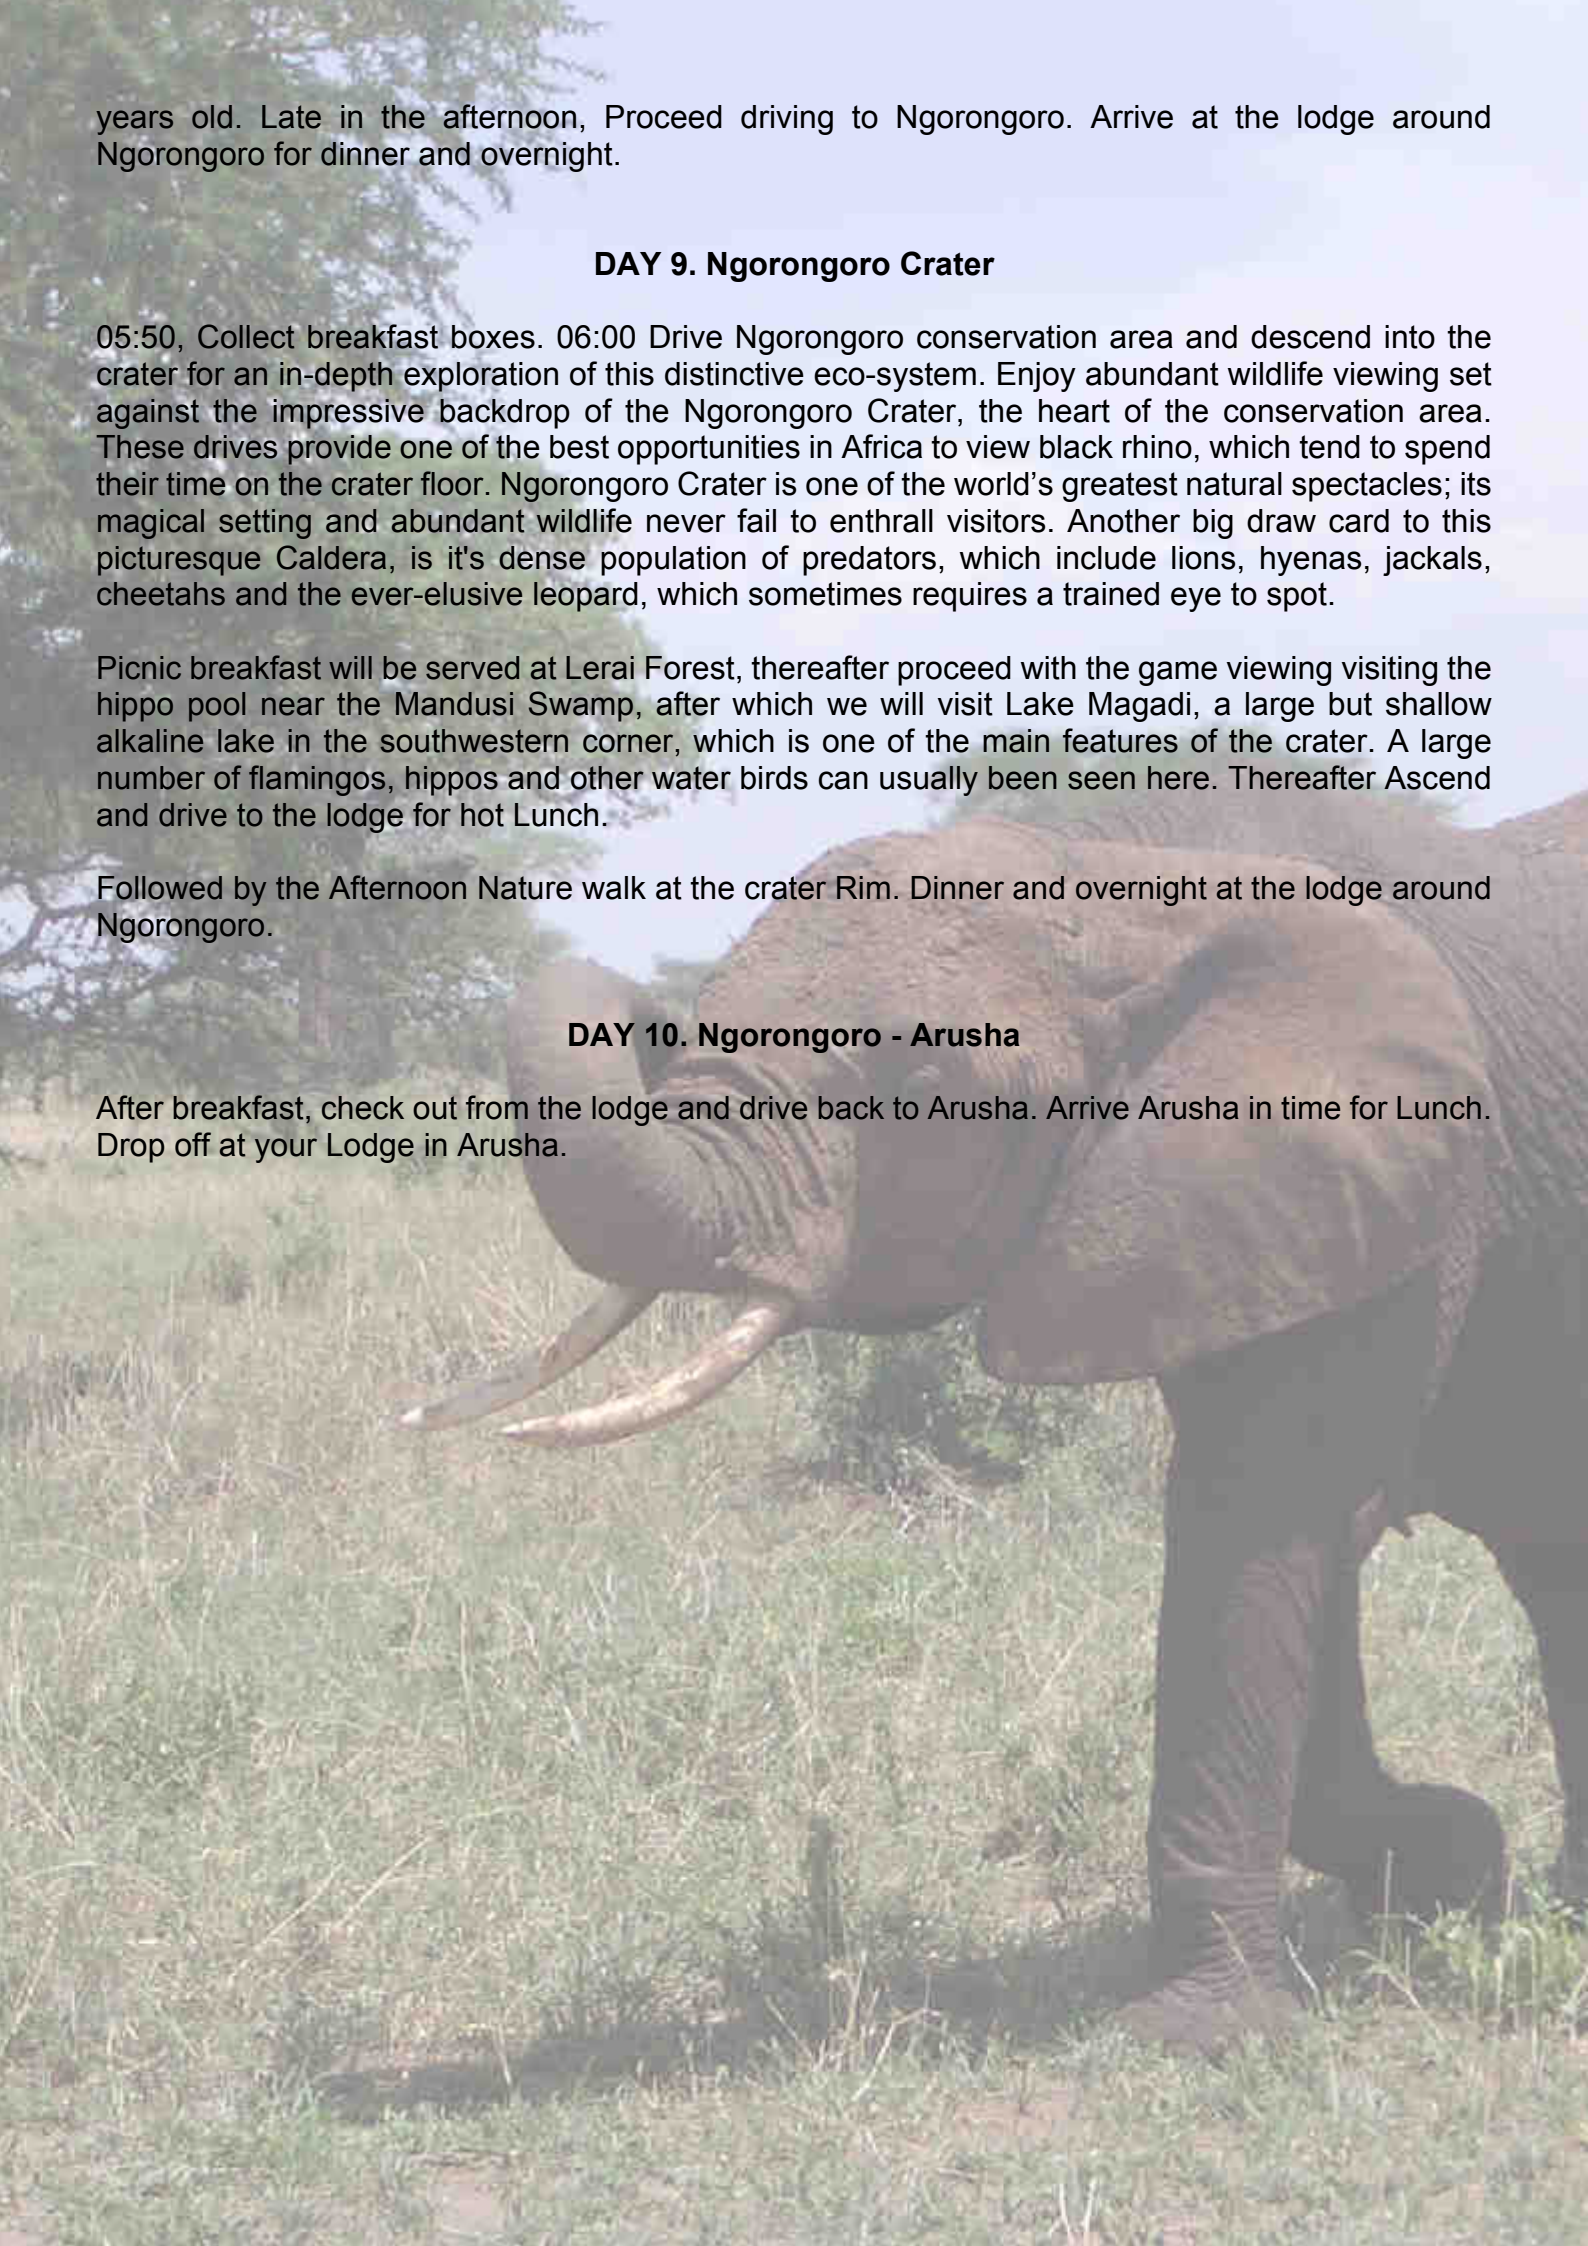 years old. Late in the afternoon, Proceed driving to Ngorongoro. Arrive at the lodge around
Ngorongoro for dinner and overnight.
DAY 9. Ngorongoro Crater
05:50, Collect breakfast boxes. 06:00 Drive Ngorongoro conservation area and descend into the
crater for an in-depth exploration of this distinctive eco-system. Enjoy abundant wildlife viewing set
against the impressive backdrop of the Ngorongoro Crater, the heart of the conservation area.
These drives provide one of the best opportunities in Africa to view black rhino, which tend to spend
their time on the crater floor. Ngorongoro Crater is one of the world’s greatest natural spectacles; its
magical setting and abundant wildlife never fail to enthrall visitors. Another big draw card to this
picturesque Caldera, is it's dense population of predators, which include lions, hyenas, jackals,
cheetahs and the ever-elusive leopard, which sometimes requires a trained eye to spot.
Picnic breakfast will be served at Lerai Forest, thereafter proceed with the game viewing visiting the
hippo pool near the Mandusi Swamp, after which we will visit Lake Magadi, a large but shallow
alkaline lake in the southwestern corner, which is one of the main features of the crater. A large
number of flamingos, hippos and other water birds can usually been seen here. Thereafter Ascend
and drive to the lodge for hot Lunch.
Followed by the Afternoon Nature walk at the crater Rim. Dinner and overnight at the lodge around
Ngorongoro.
DAY 10. Ngorongoro - Arusha
After breakfast, check out from the lodge and drive back to Arusha. Arrive Arusha in time for Lunch.
Drop off at your Lodge in Arusha.